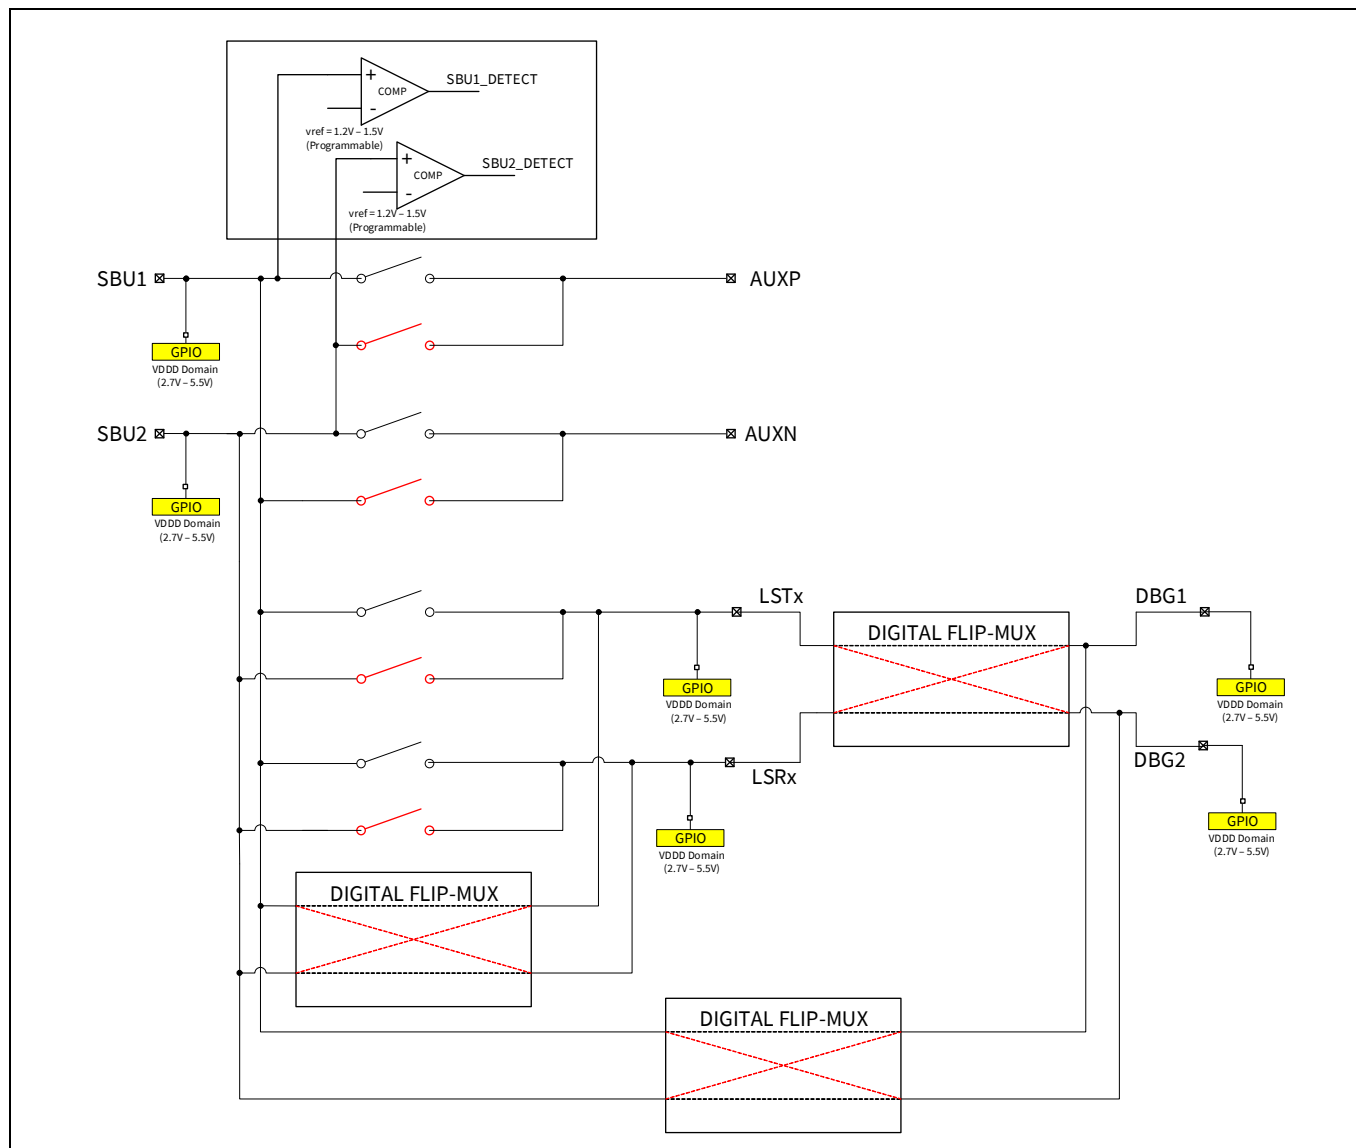 +
COMP
-
SBU1_DETECT
vref = 1.2V – 1.5V
(Programmable)
+
COMP
-
SBU2_DETECT
vref = 1.2V – 1.5V
(Programmable)
SBU1
AUXP
GPIO
VDDD Domain
(2.7V – 5.5V)
SBU2
AUXN
GPIO
VDDD Domain
(2.7V – 5.5V)
LSTx
DBG1
DIGITAL FLIP-MUX
GPIO
VDDD Domain
(2.7V – 5.5V)
GPIO
VDDD Domain
(2.7V – 5.5V)
LSRx
DBG2
GPIO
VDDD Domain
(2.7V – 5.5V)
GPIO
VDDD Domain
(2.7V – 5.5V)
DIGITAL FLIP-MUX
DIGITAL FLIP-MUX